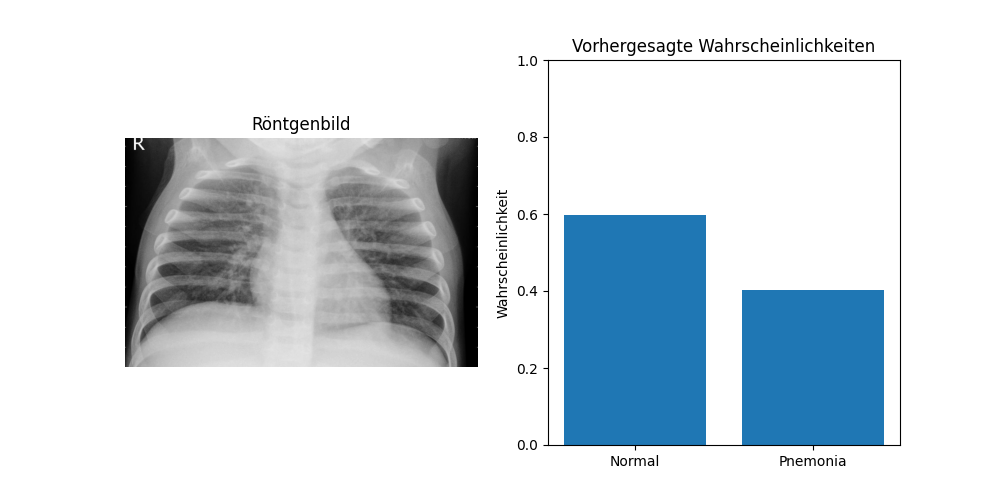 Röntgenbild
R
Vorhergesagte Wahrscheinlichkeiten
Wahrscheinlichkeit
1.0
0.8
0.6
0.4
0.2
0.0
Normal
Pnemonia